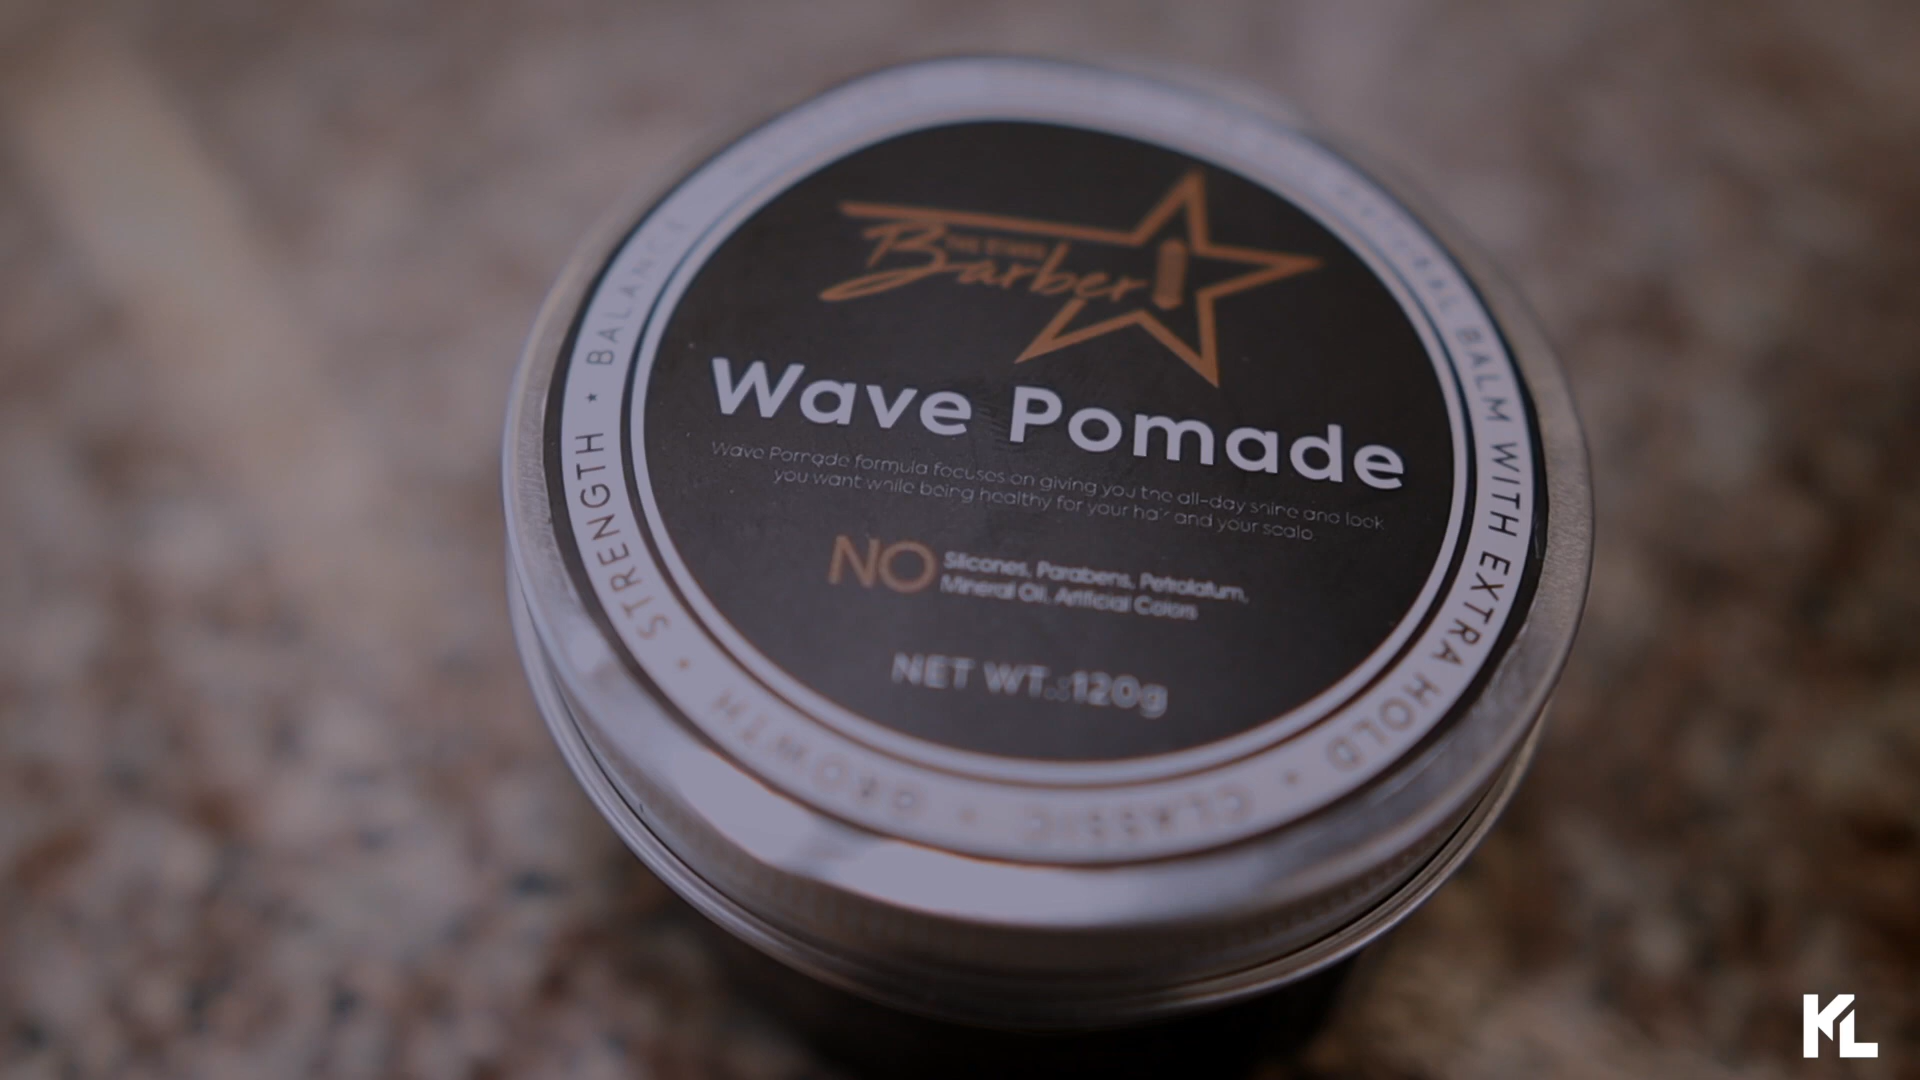 THE STARS
Barber
Wave Pomade
Wave Pomade formula focuses on giving you the all-day shine and look
you want while being healthy for your hair and your scalp
NO
Silicones, Parabens, Petrolatum,
Mineral Oil, Artificial Colors
NET WT.:120g
BALM WITH EXTRA HOLD • CLASSIC • GROWTH • STRENGTH * BALANCE
KL